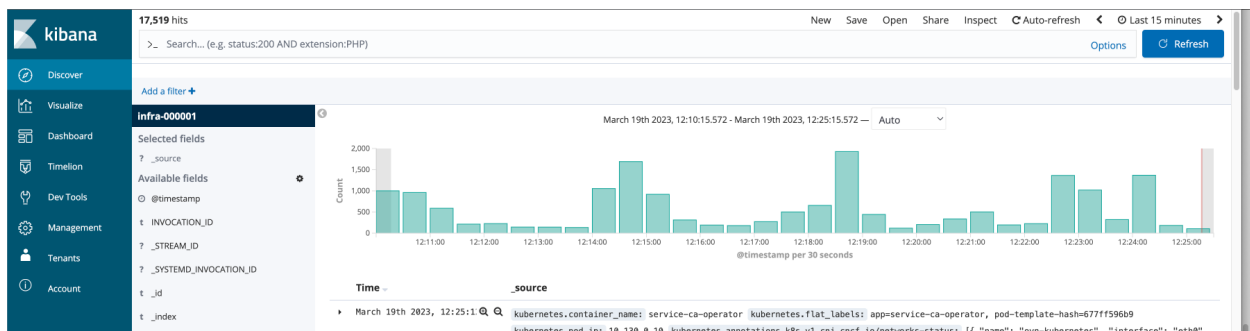 17,519 hits
New Save Open Share Inspect Auto-refresh Last 15 minutes
kibana
>_ Search... (e.g. status:200 AND extension:PHP)
Options Refresh
Discover
Add a filter +
Visualize
infra-000001
March 19th 2023, 12:10:15.572 - March 19th 2023, 12:25:15.572 — Auto
Dashboard
Selected fields
? _source
Timelion
Available fields
Dev Tools
@timestamp
Management
t INVOCATION_ID
? _STREAM_ID
Tenants
? _SYSTEMD_INVOCATION_ID
Account
t _id
t _index
Count
2,000
1,500
1,000
500
0
12:11:00 12:12:00 12:13:00 12:14:00 12:15:00 12:16:00 12:17:00 12:18:00 12:19:00 12:20:00 12:21:00 12:22:00 12:23:00 12:24:00 12:25:00
@timestamp per 30 seconds
Time _source
March 19th 2023, 12:25:1 kubernetes.container_name: service-ca-operator kubernetes.flat_labels: app=service-ca-operator, pod-template-hash=677ff596b9